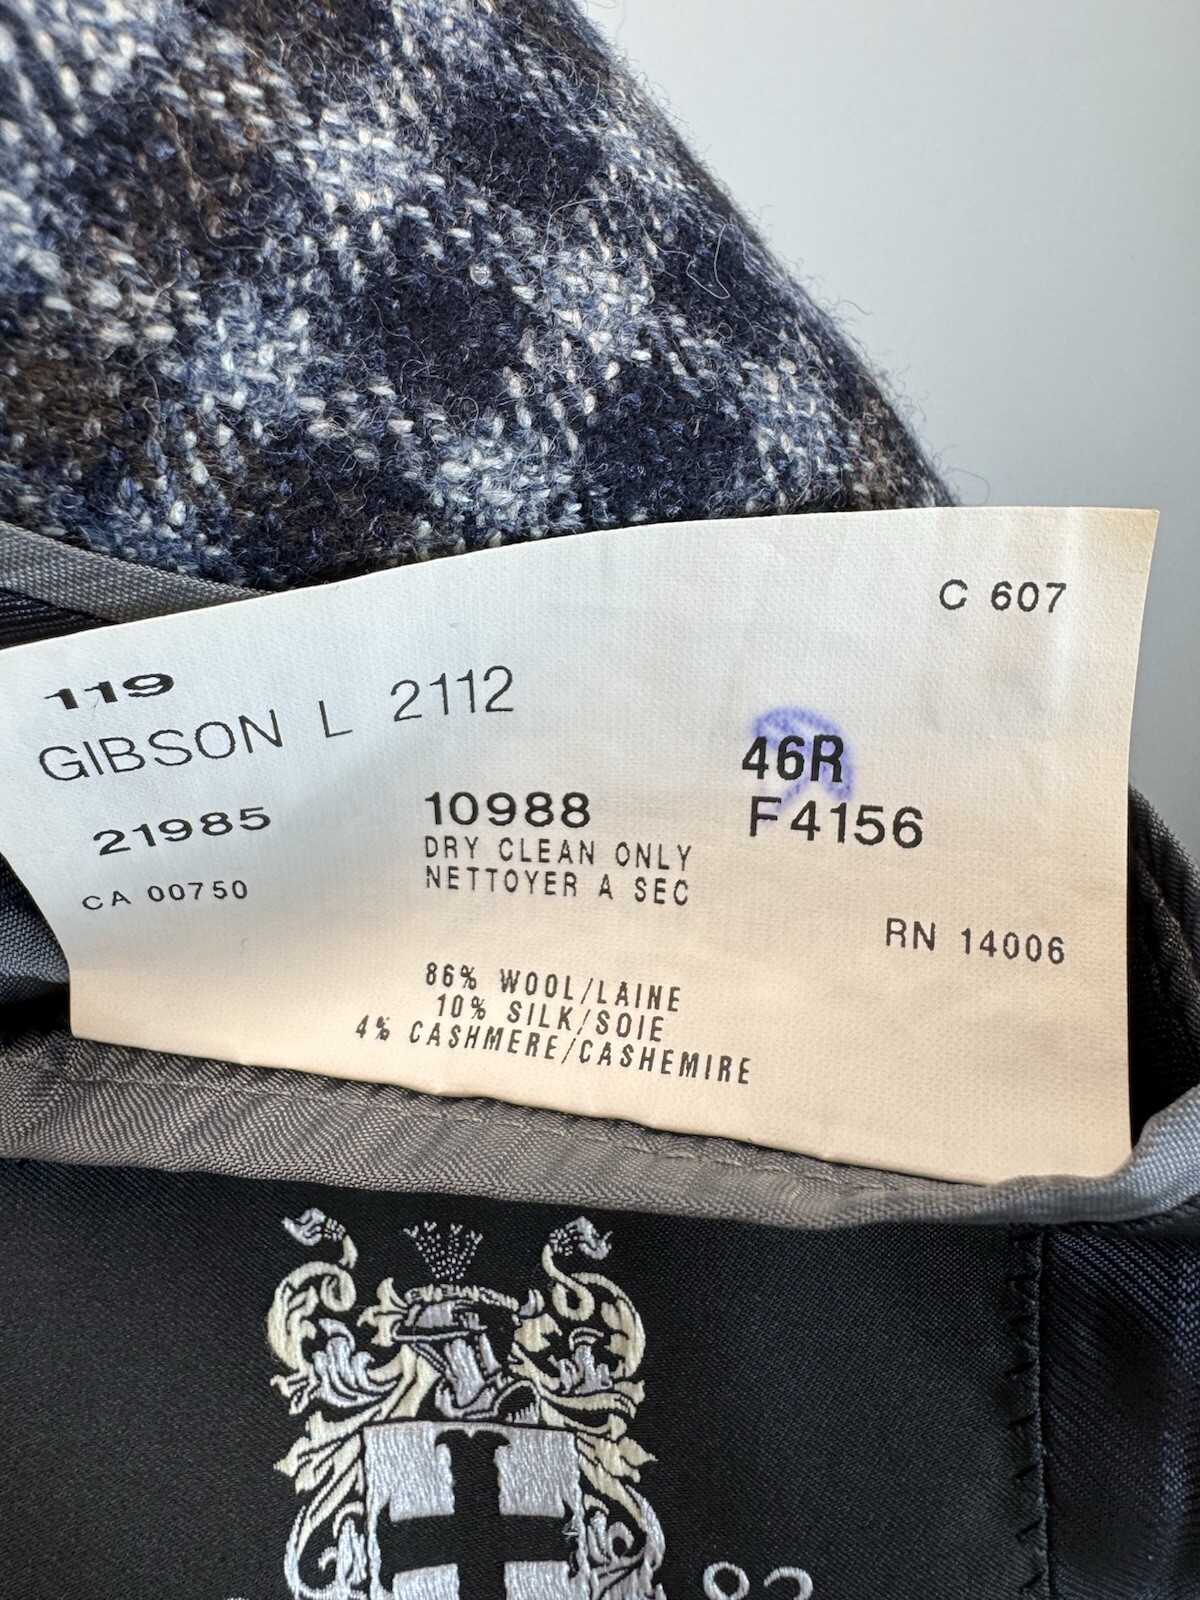 C 607
119
GIBSON L 2112
46R
21985 10988 F4156
DRY CLEAN ONLY
CA 00750 NETTOYER A SEC
RN 14006
86% WOOL/LAINE
10% SILK/SOIE
4% CASHMERE/CASHEMIRE